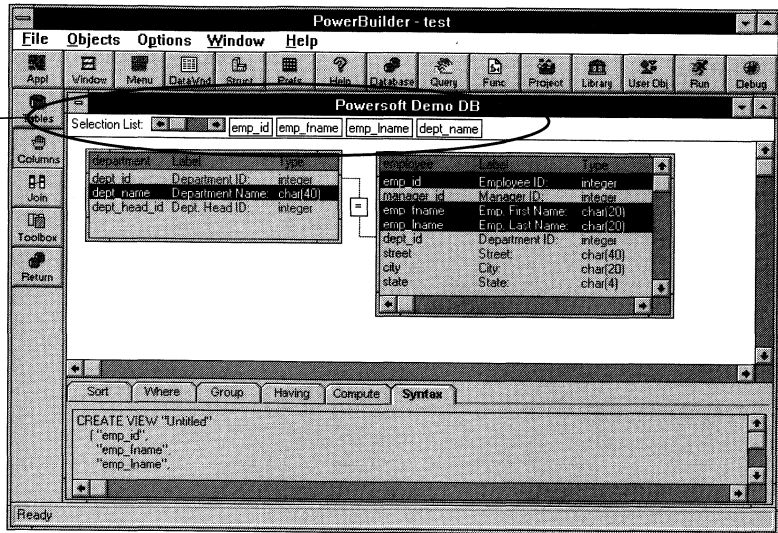 PowerBuilder - test
File Objects Options Window Help
Appl Window Menu DataWnd Struct Prefs Help Database Query Func Project Library User Obj Run Debug
Tables
Columns
Join
Toolbox
Return
Powersoft Demo DB
Selection List: emp_id emp_fname emp_lname dept_name
department Label Type
dept_id Department ID: integer
dept_name Department Name: char(40)
dept_head_id Dept. Head ID: integer
=
employee Label Type
emp_id Employee ID: integer
manager_id Manager ID: integer
emp_fname Emp. First Name: char(20)
emp_lname Emp. Last Name: char(20)
dept_id Department ID: integer
street Street: char(40)
city City: char(20)
state State: char(4)
Sort Where Group Having Compute Syntax
CREATE VIEW "Untitled"
( "emp_id",
"emp_fname",
"emp_lname",
Ready